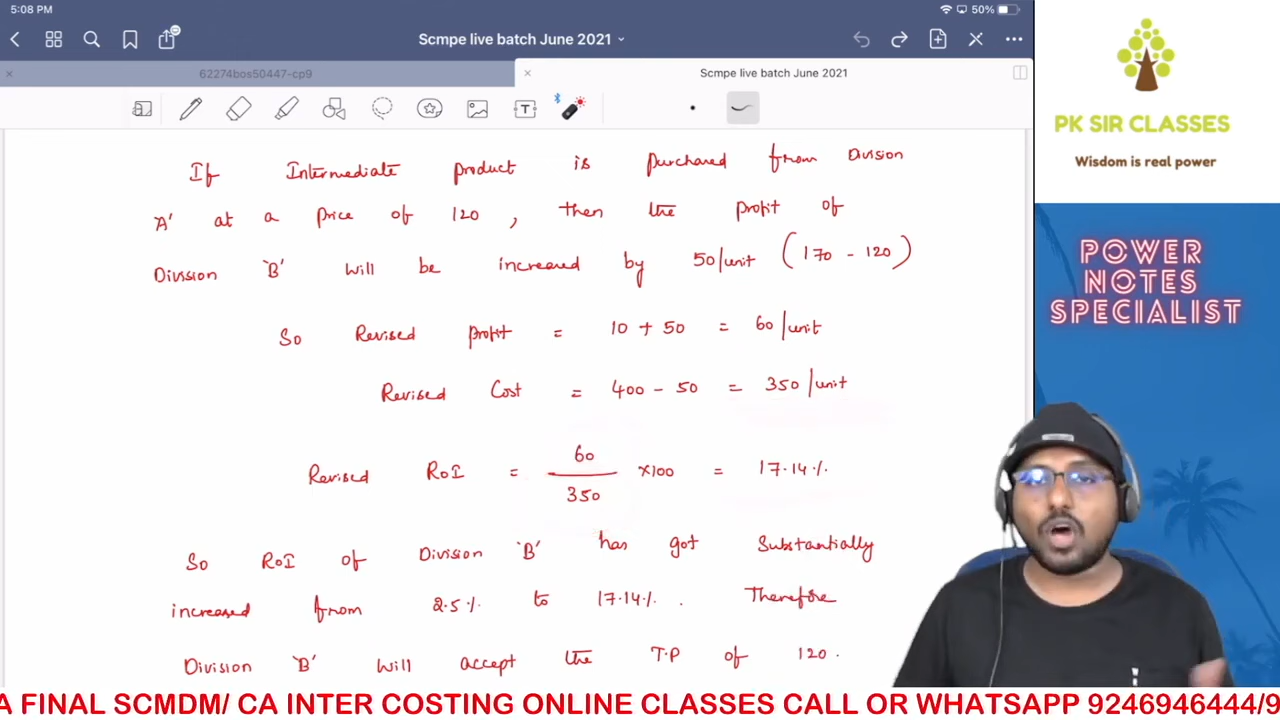 5:08 PM
50%
Scmpe live batch June 2021
62274bos50447-cp9
Scmpe live batch June 2021
T
If Intermediate product is purchared from Division
A' at a price of 120, then the profit of
Division 'B' will be increased by 50/unit (170 - 120)
So Revised profit = 10 + 50 = 60/unit
Revised Cost = 400 - 50 = 350/unit
Revised RoI = 60/350 ×100 = 17.14%
So RoI of Division 'B' has got Substantially
increased from 2.5% to 17.14%. Therefore
Division 'B' will accept the T.P of 120.
PK SIR CLASSES
Wisdom is real power
POWER
NOTES
SPECIALIST
A FINAL SCMDM/ CA INTER COSTING ONLINE CLASSES CALL OR WHATSAPP 9246946444/9